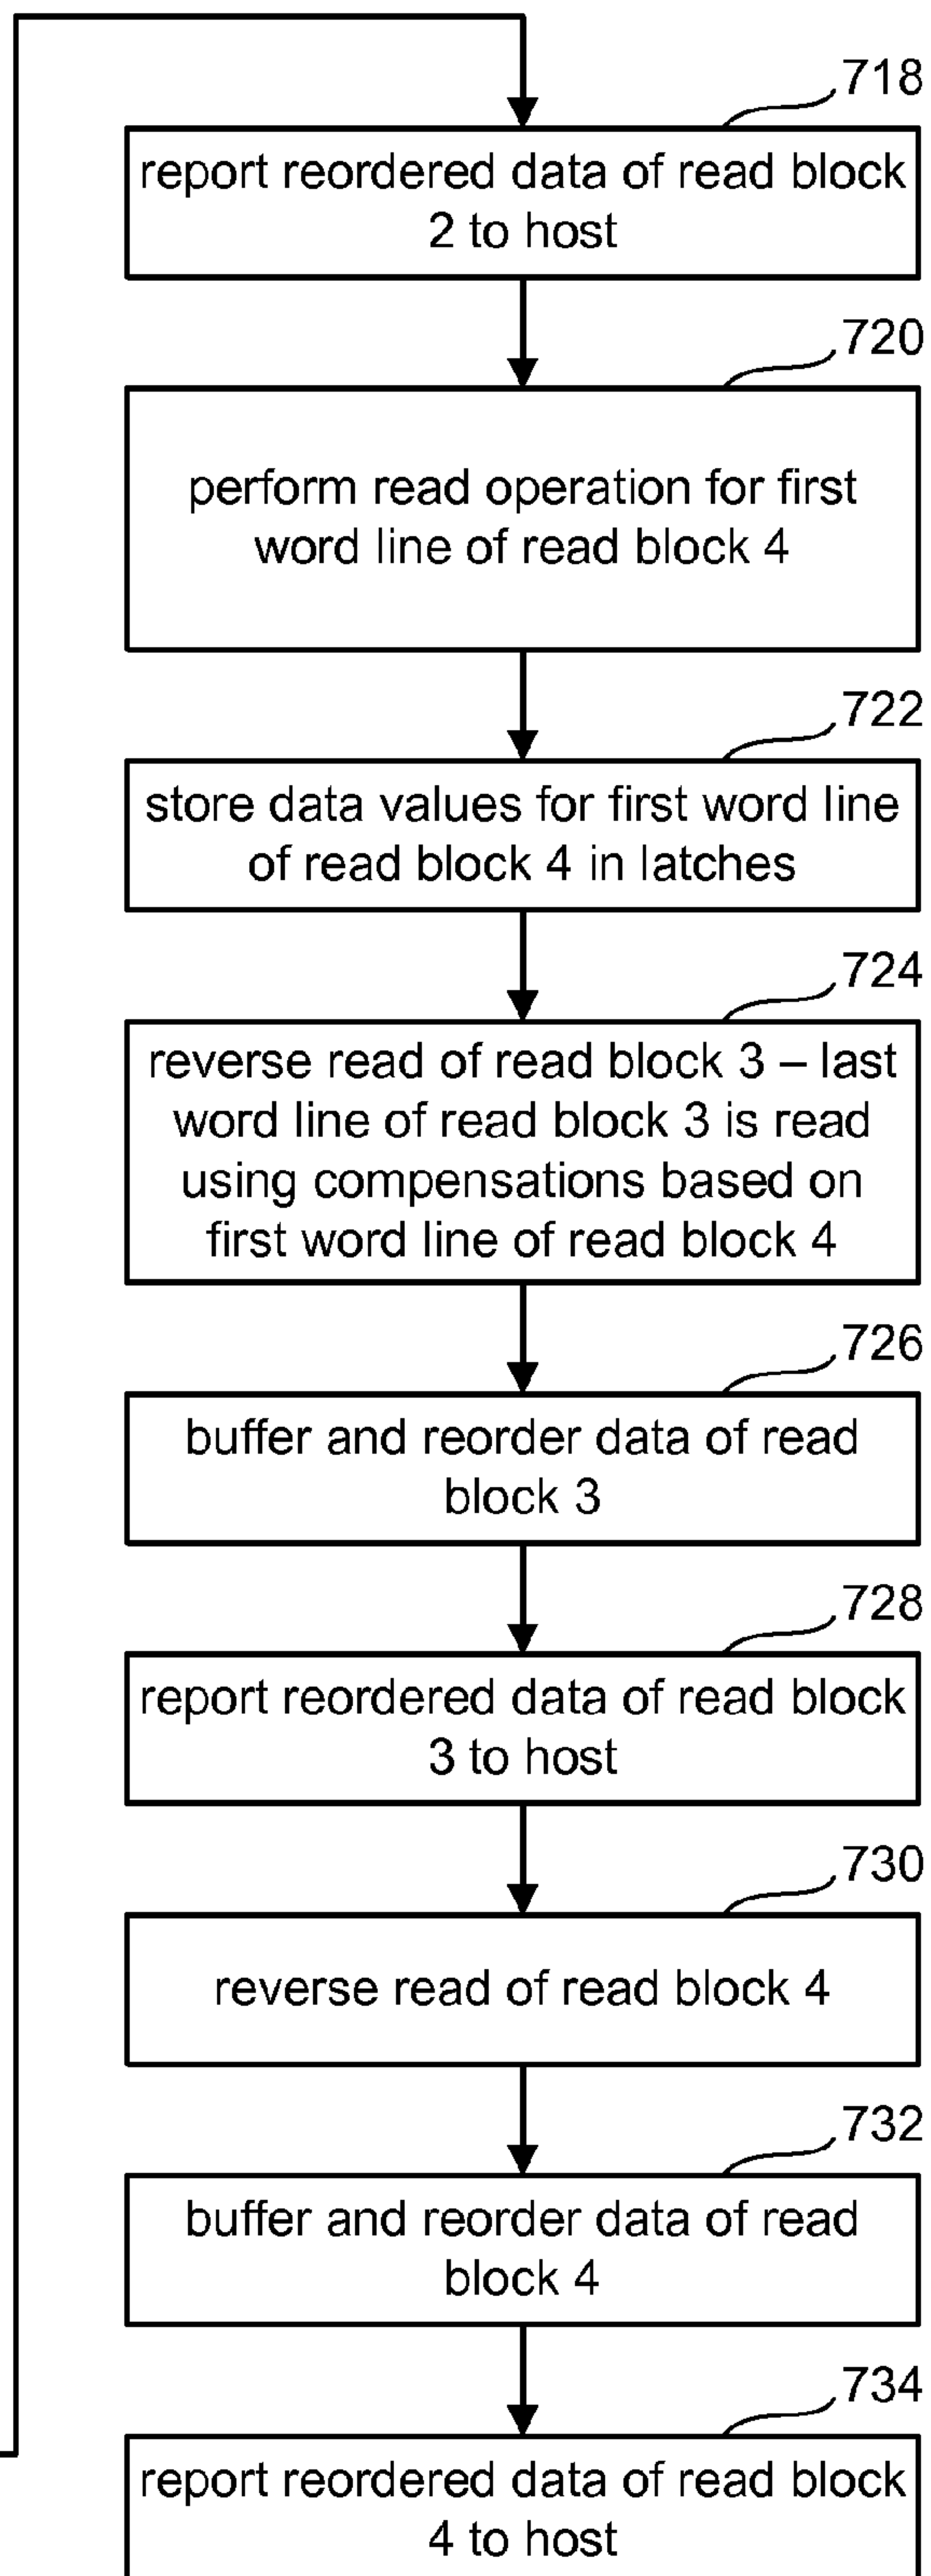 718
report reordered data of read block
2 to host
720
perform read operation for first
word line of read block 4
722
store data values for first word line
of read block 4 in latches
724
reverse read of read block 3 – last
word line of read block 3 is read
using compensations based on
first word line of read block 4
726
buffer and reorder data of read
block 3
728
report reordered data of read block
3 to host
730
reverse read of read block 4
732
buffer and reorder data of read
block 4
734
report reordered data of read block
4 to host